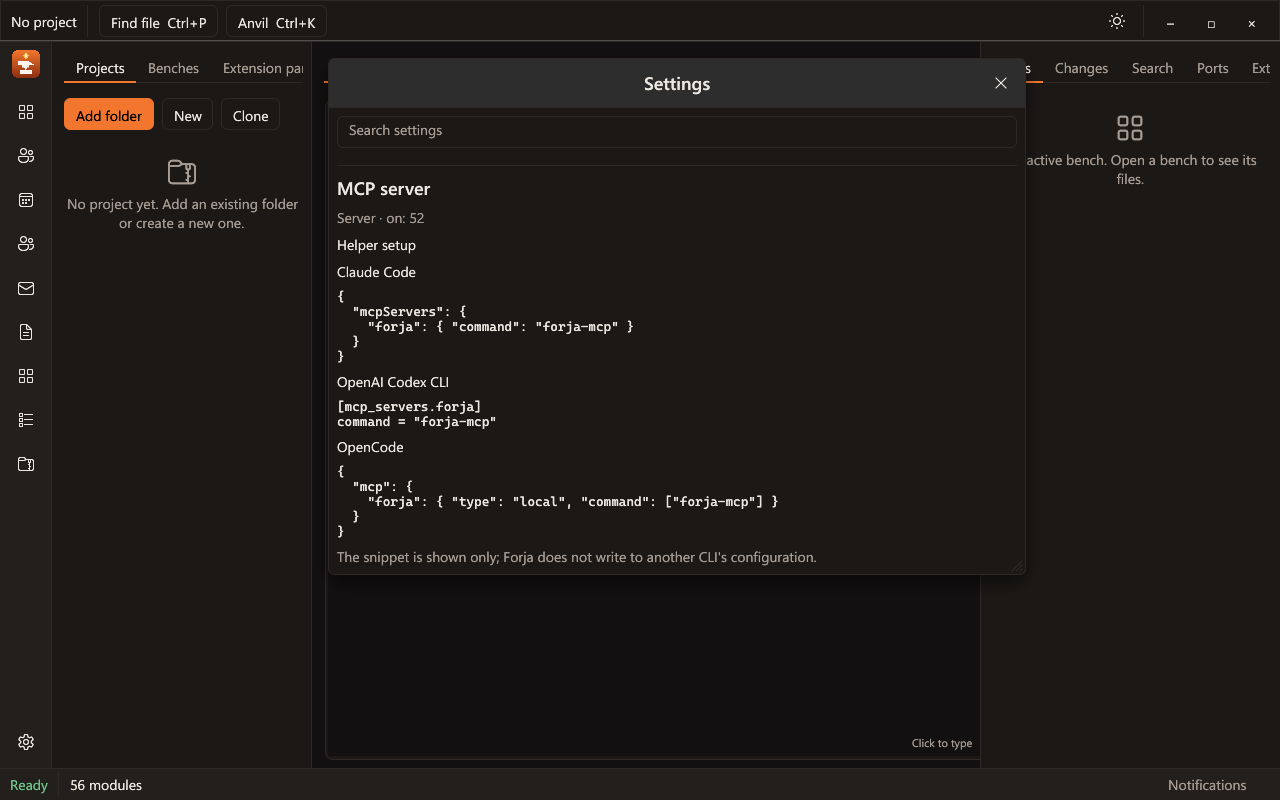 No project
Find file Ctrl+P
Anvil Ctrl+K
Projects
Benches
Extension
Add folder
New
Clone
No project yet. Add an existing folder
or create a new one.
Settings
Search settings
MCP server
Server · on: 52
Helper setup
Claude Code
{
  "mcpServers": {
    "forja": { "command": "forja-mcp" }
  }
}
OpenAI Codex CLI
[mcp_servers.forja]
command = "forja-mcp"
OpenCode
{
  "mcp": {
    "forja": { "type": "local", "command": ["forja-mcp"] }
  }
}
The snippet is shown only; Forja does not write to another CLI's configuration.
Changes
Search
Ports
Ext
active bench. Open a bench to see its
files.
Click to type
Ready
56 modules
Notifications